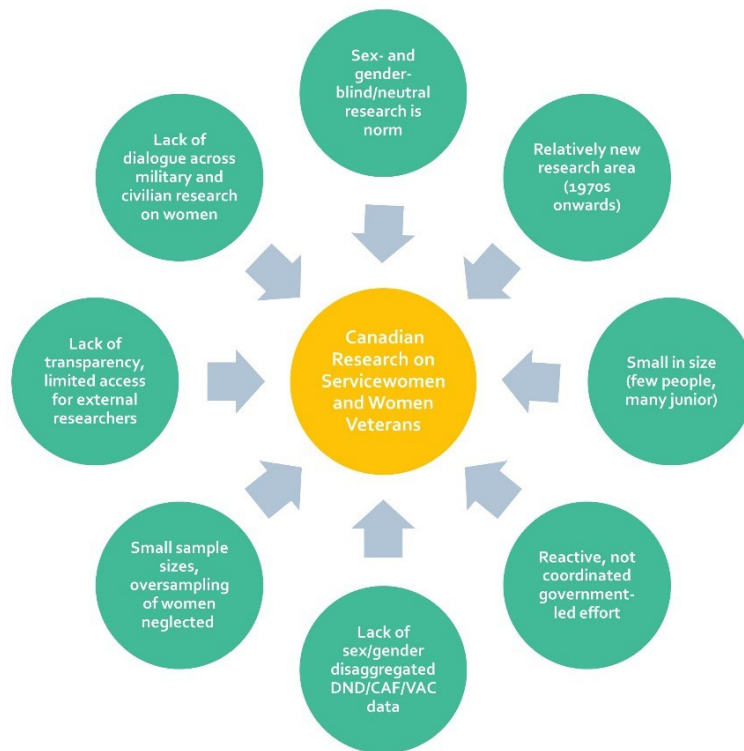 Sex- and
gender-
blind/neutral
research is
norm
Relatively new
research area
(1970s
onwards)
Small in size
(few people,
many junior)
Reactive, not
coordinated
government-
led effort
Lack of
sex/gender
disaggregated
DND/CAF/VAC
data
Small sample
sizes,
oversampling
of women
neglected
Lack of
transparency,
limited access
for external
researchers
Lack of
dialogue across
military and
civilian research
on women
Canadian
Research on
Servicewomen
and Women
Veterans